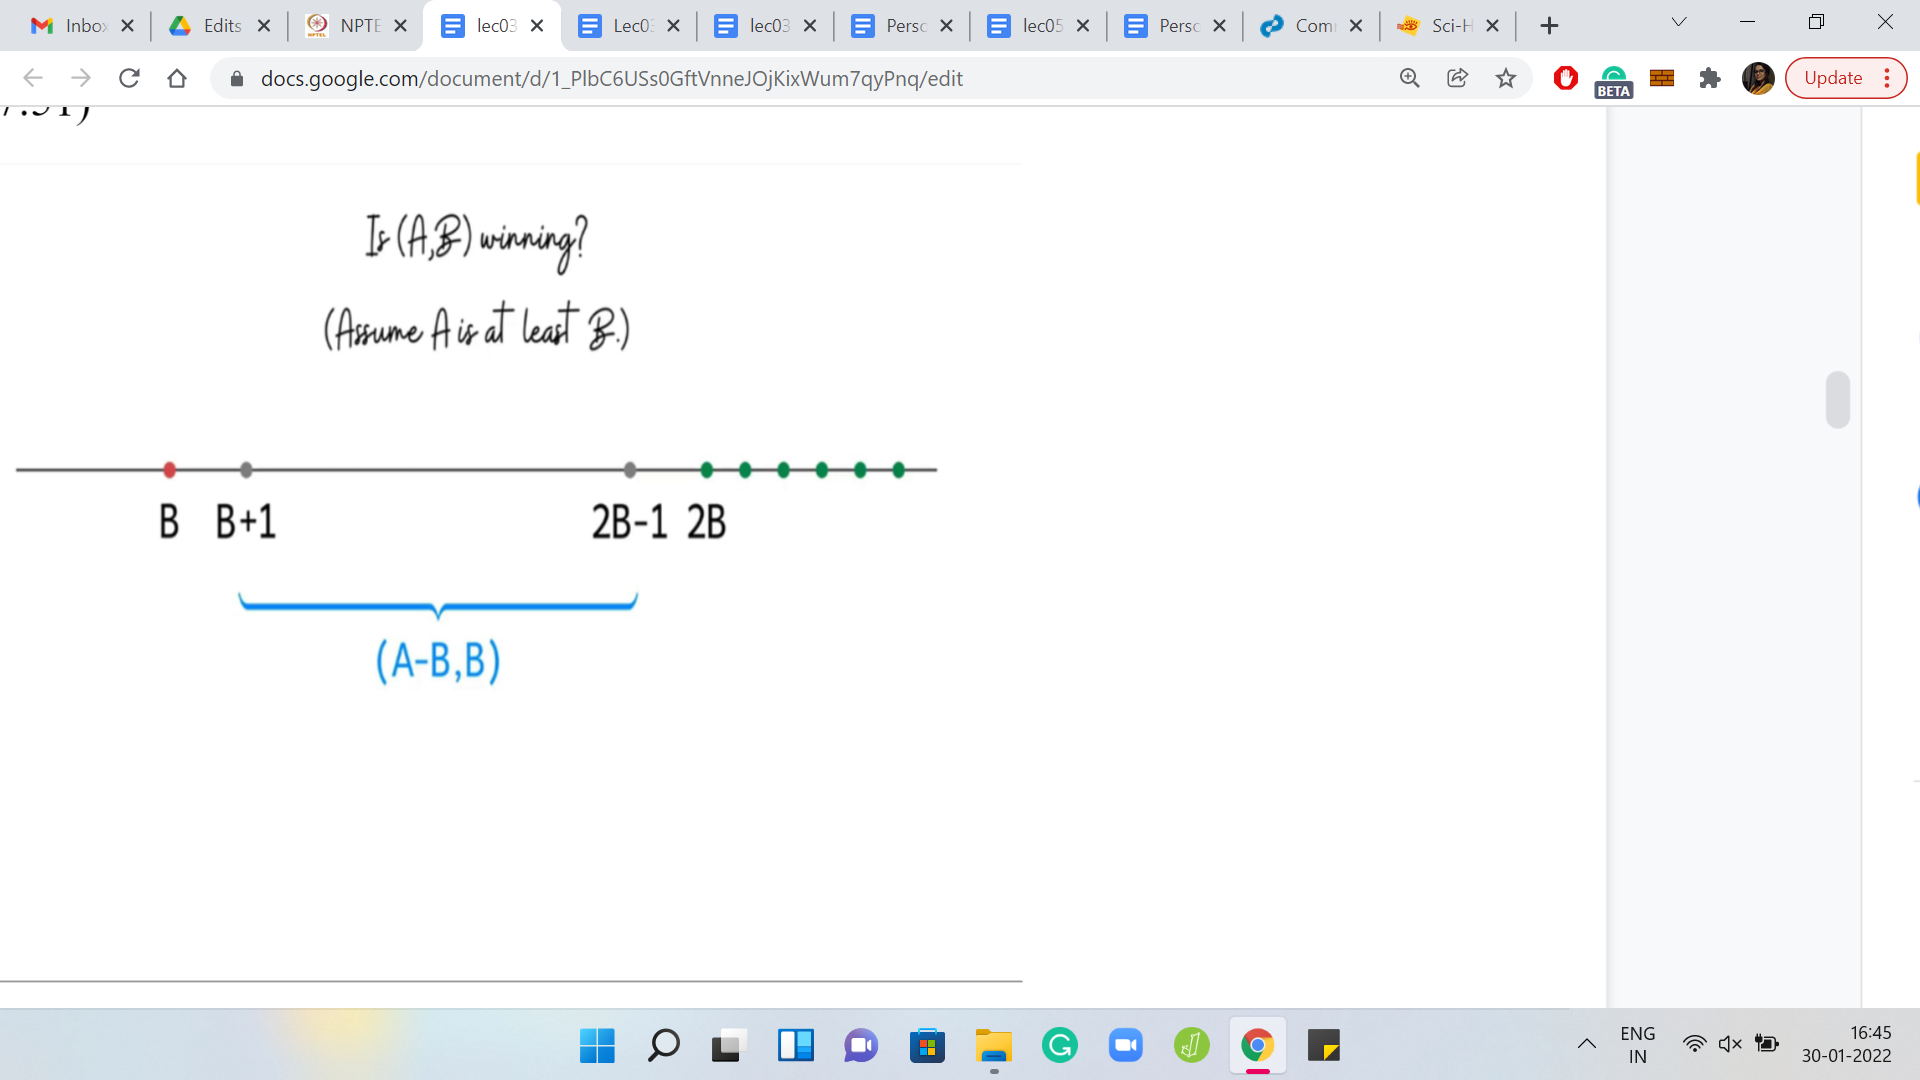 Inbox
Edits
NPTE
lec03
Lec03
lec03
Perso
lec05
Perso
Com
Sci-H
docs.google.com/document/d/1_PlbC6USs0GftVnneJOjKixWum7qyPnq/edit
BETA
Update
Is (A,B) winning?
(Assume A is at least B.)
B B+1 2B-1 2B
(A-B,B)
ENG
IN
16:45
30-01-2022